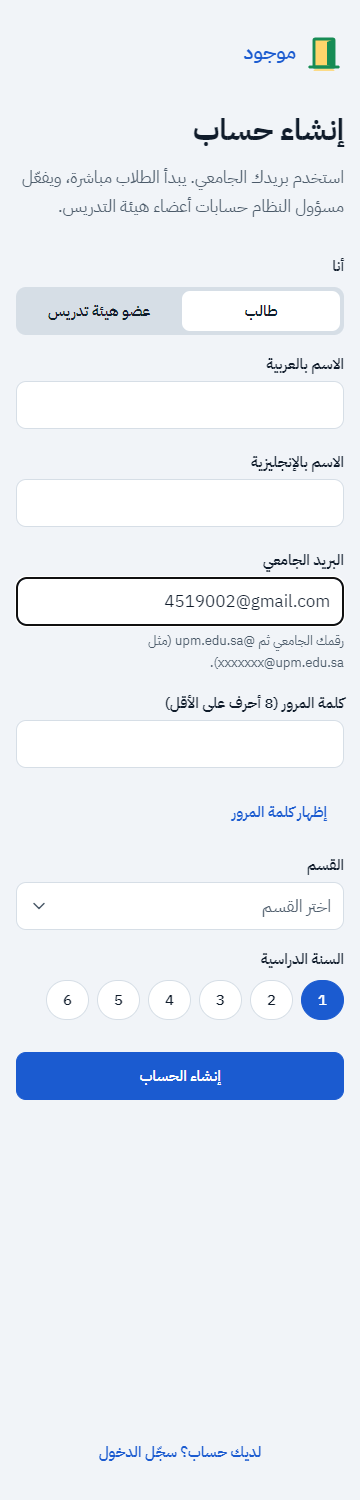 موجود
إنشاء حساب
استخدم بريدك الجامعي. يبدأ الطلاب مباشرة، ويفعّل
مسؤول النظام حسابات أعضاء هيئة التدريس.
أنا
طالب
عضو هيئة تدريس
الاسم بالعربية
الاسم بالإنجليزية
البريد الجامعي
4519002@gmail.com
رقمك الجامعي ثم @upm.edu.sa (مثل
xxxxxxx@upm.edu.sa).
كلمة المرور (8 أحرف على الأقل)
إظهار كلمة المرور
القسم
اختر القسم
السنة الدراسية
1 2 3 4 5 6
إنشاء الحساب
لديك حساب؟ سجّل الدخول